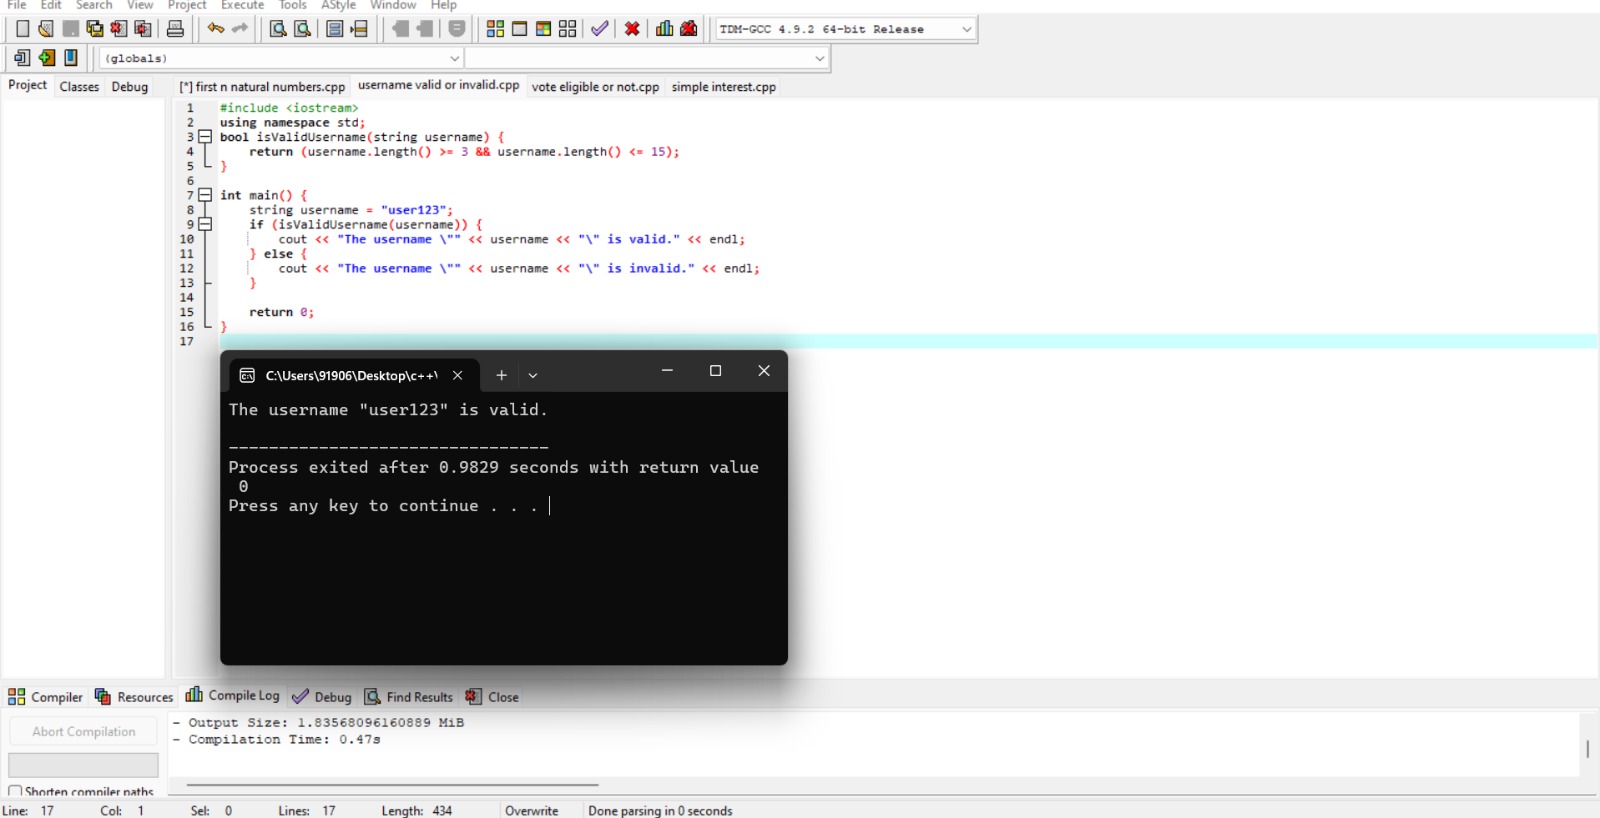 File Edit Search View Project Execute Tools AStyle Window Help
TDM-GCC 4.9.2 64-bit Release
(globals)
Project Classes Debug [*] first n natural numbers.cpp username valid or invalid.cpp vote eligible or not.cpp simple interest.cpp
1 #include <iostream>
2 using namespace std;
3 bool isValidUsername(string username) {
4 return (username.length() >= 3 && username.length() <= 15);
5 }
6
7 int main() {
8 string username = "user123";
9 if (isValidUsername(username)) {
10 cout << "The username \"" << username << "\" is valid." << endl;
11 } else {
12 cout << "The username \"" << username << "\" is invalid." << endl;
13 }
14
15 return 0;
16 }
17
C:\Users\91906\Desktop\c++\
The username "user123" is valid.
--------------------------------
Process exited after 0.9829 seconds with return value
0
Press any key to continue . . .
Compiler Resources Compile Log Debug Find Results Close
Abort Compilation
- Output Size: 1.83568096160889 MiB
- Compilation Time: 0.47s
Shorten compiler paths
Line: 17 Col: 1 Sel: 0 Lines: 17 Length: 434 Overwrite Done parsing in 0 seconds